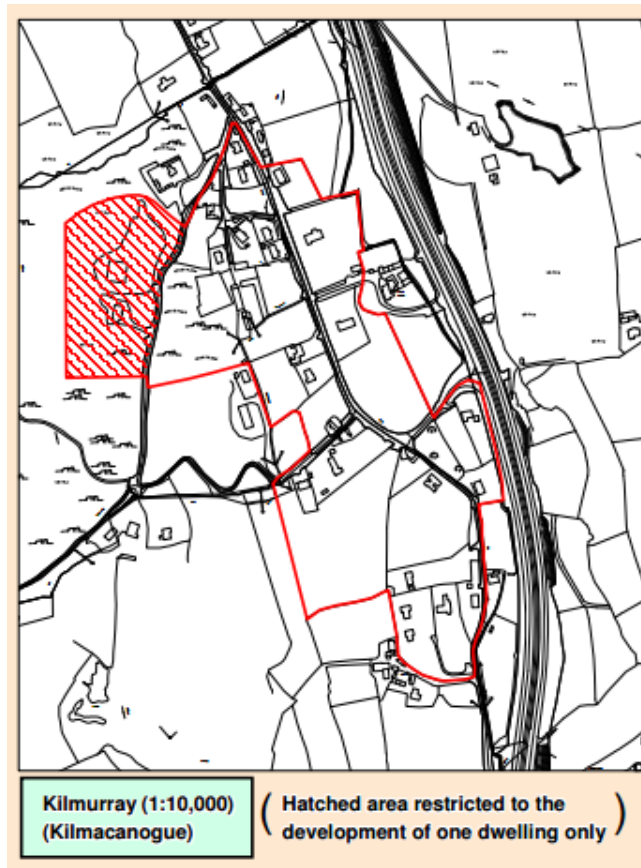 Kilmurray (1:10,000)
(Kilmacanogue)
( Hatched area restricted to the
development of one dwelling only )